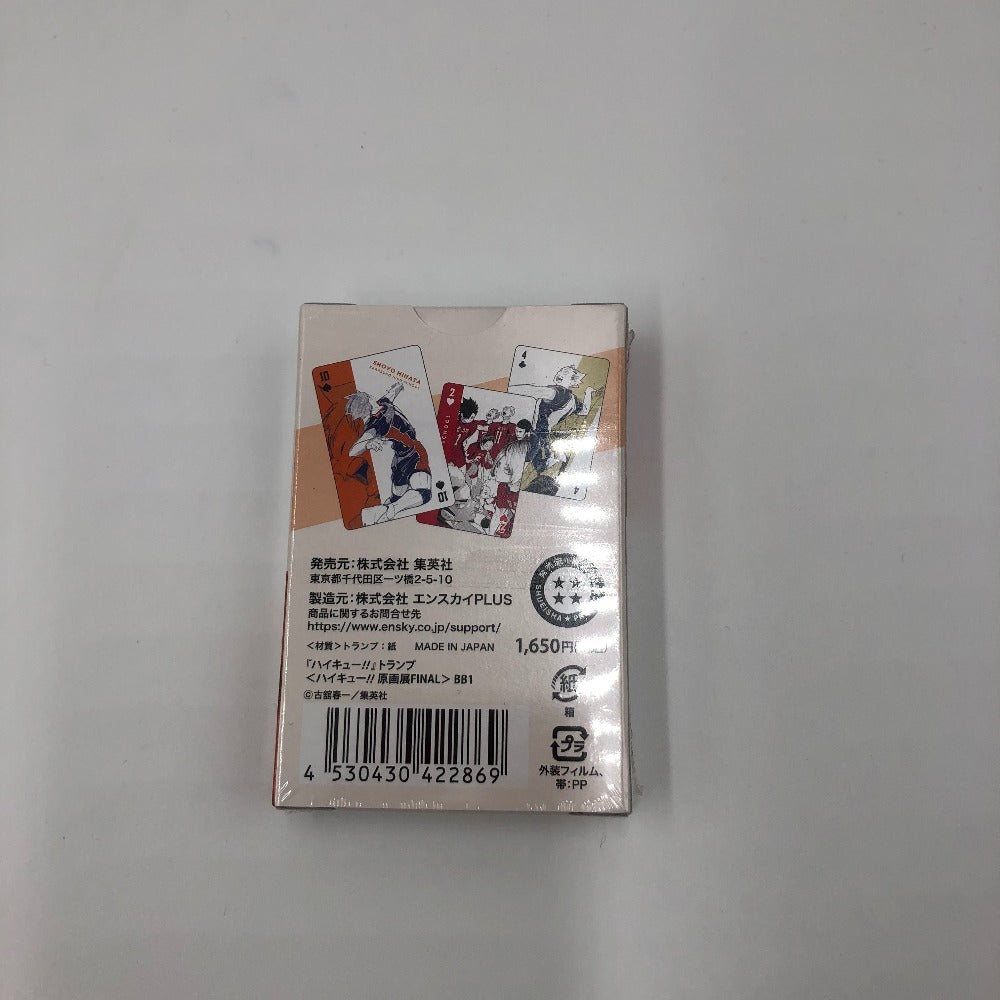 10
SHOYO HINATA
10
2
4
4
発売元:株式会社 集英社
東京都千代田区一ツ橋2-5-10
製造元:株式会社 エンスカイPLUS
商品に関するお問合せ先
https://www.ensky.co.jp/support/
<材質>トランプ:紙 MADE IN JAPAN
1,650円
『ハイキュー!!』トランプ
<ハイキュー!! 原画展FINAL> BB1
©古舘春一/集英社
SHUEISHA
紙
箱
プラ
外装フィルム、
帯:PP
4 530430 422869